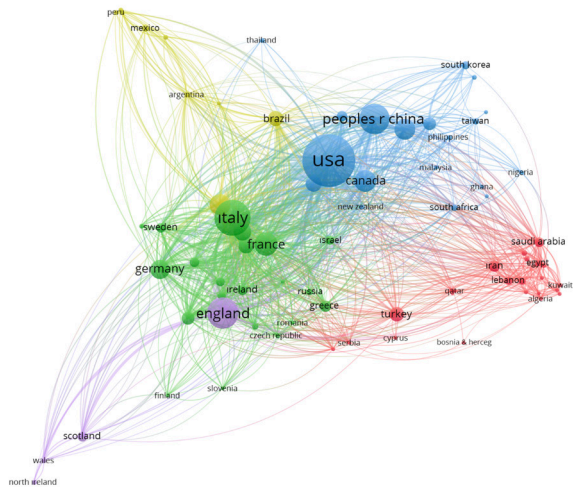 peru
mexico
thailand
south korea
argentina
brazil
peoples r china
taiwan
philippines
usa
malaysia
nigeria
canada
ghana
new zealand
south africa
italy
sweden
israel
france
saudi arabia
germany
iran
egypt
lebanon
kuwait
ireland
russia
qatar
algeria
greece
england
turkey
romania
czech republic
cyprus
serbia
bosnia & herceg
slovenia
finland
scotland
wales
north ireland